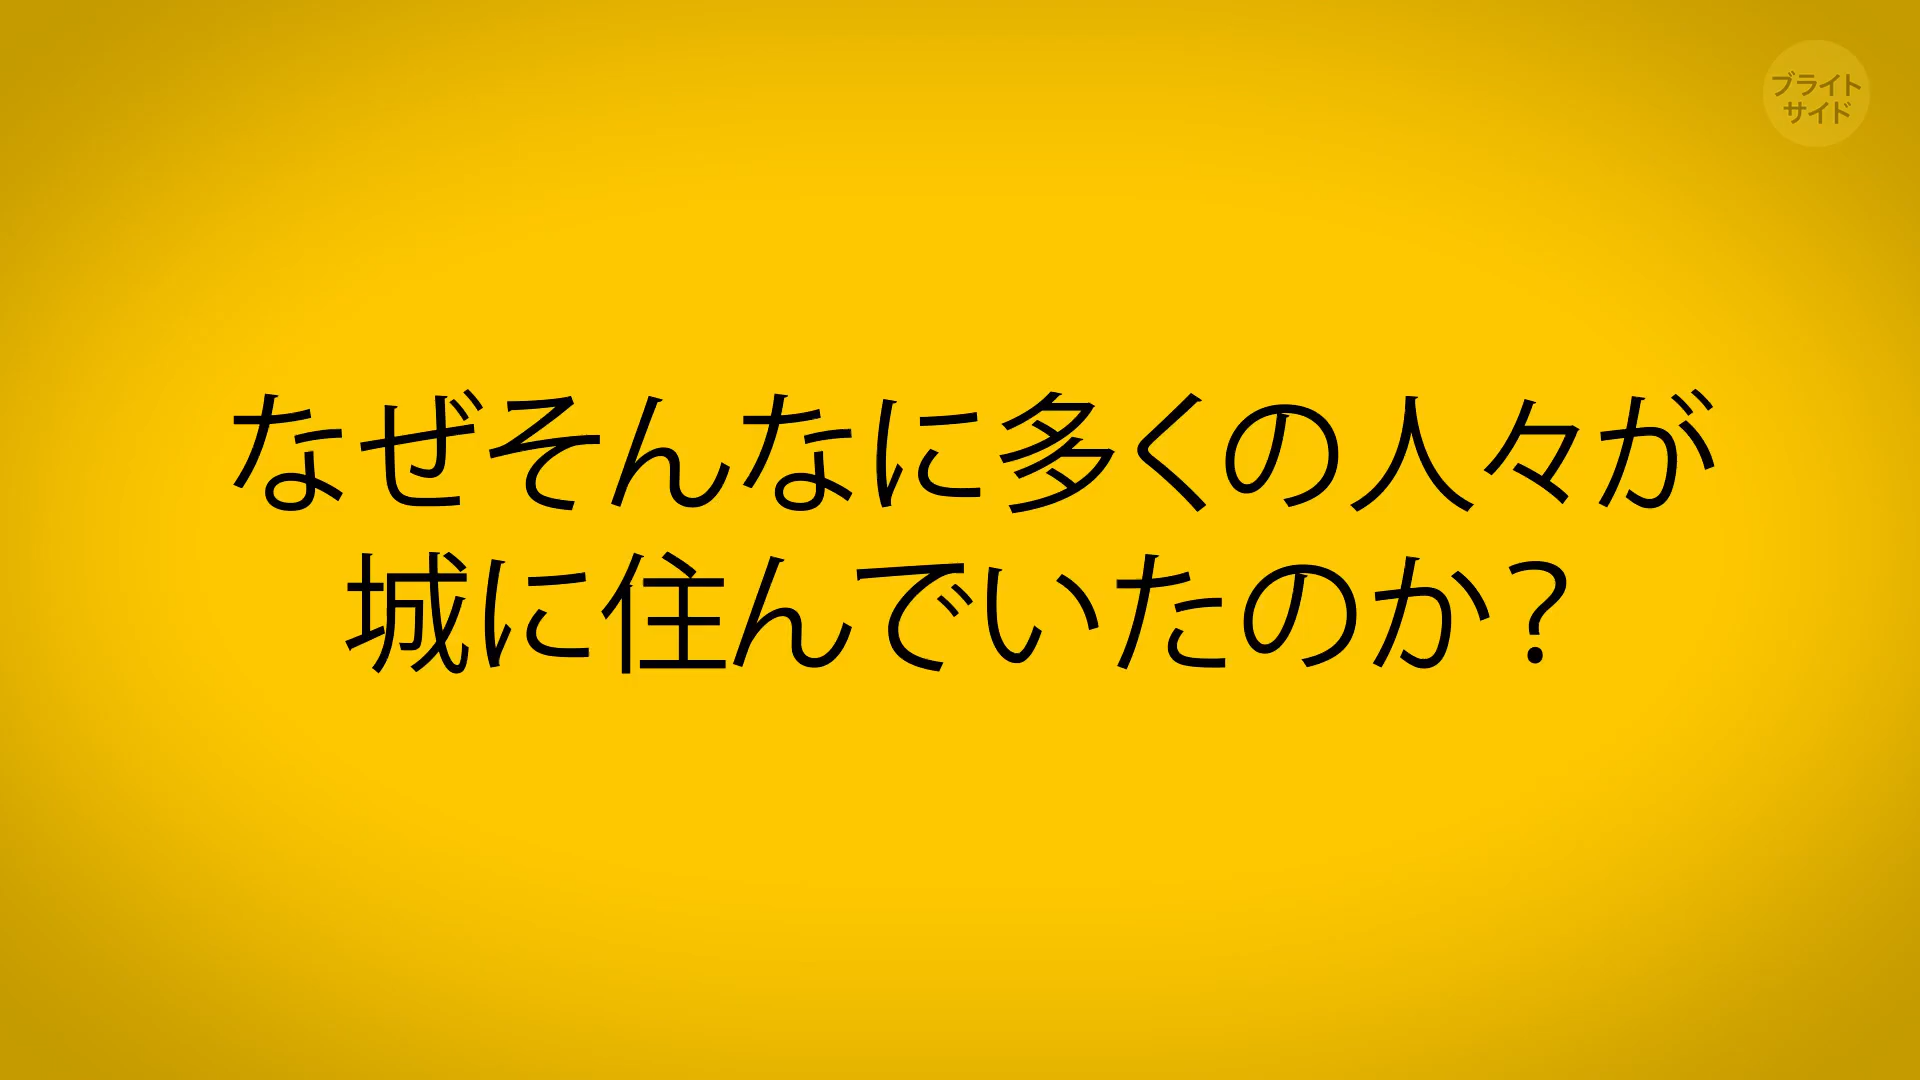 ブライト
サイド
なぜそんなに多くの人々が
城に住んでいたのか？